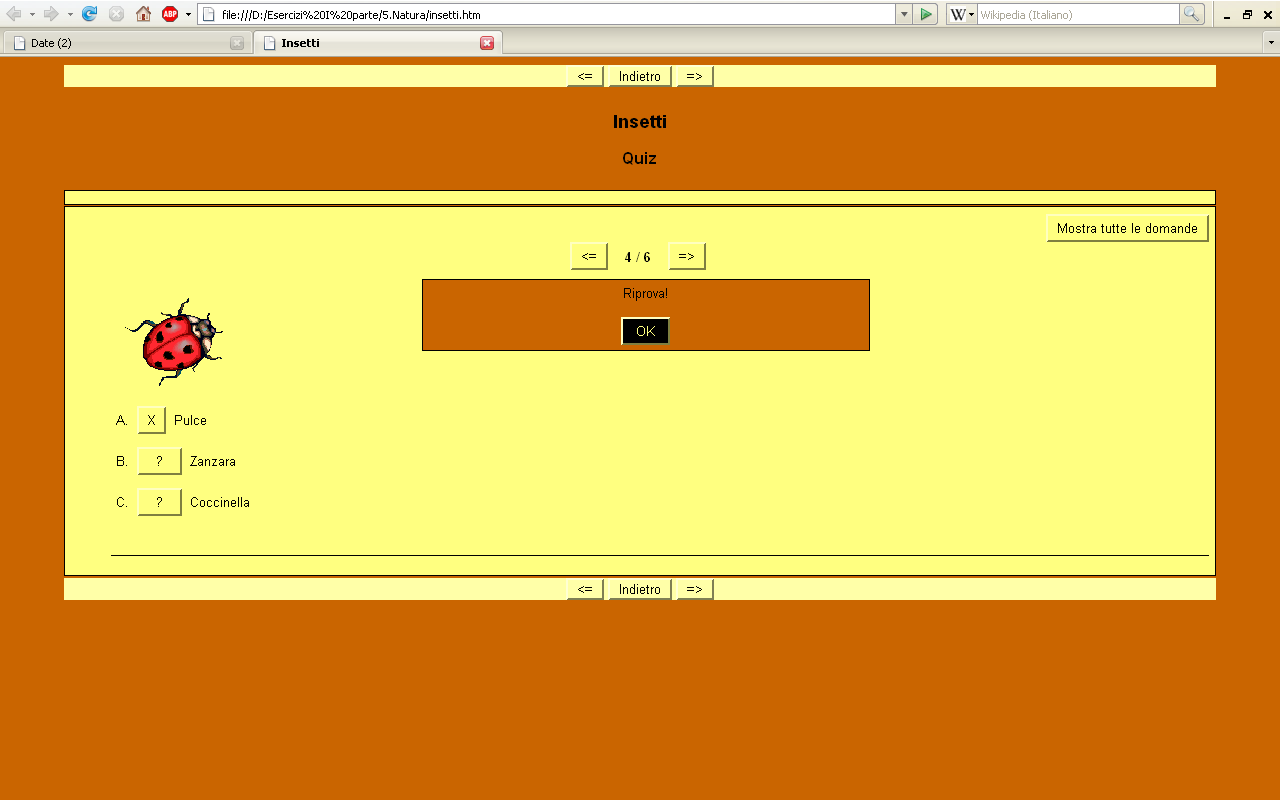 file:///D:/Esercizi%20I%20parte/5.Natura/insetti.htm
W Wikipedia (Italiano)
ABP
Date (2)
Insetti
<= Indietro =>
Insetti
Quiz
Mostra tutte le domande
<= 4 / 6 =>
Riprova!
OK
A. X Pulce
B. ? Zanzara
C. ? Coccinella
<= Indietro =>